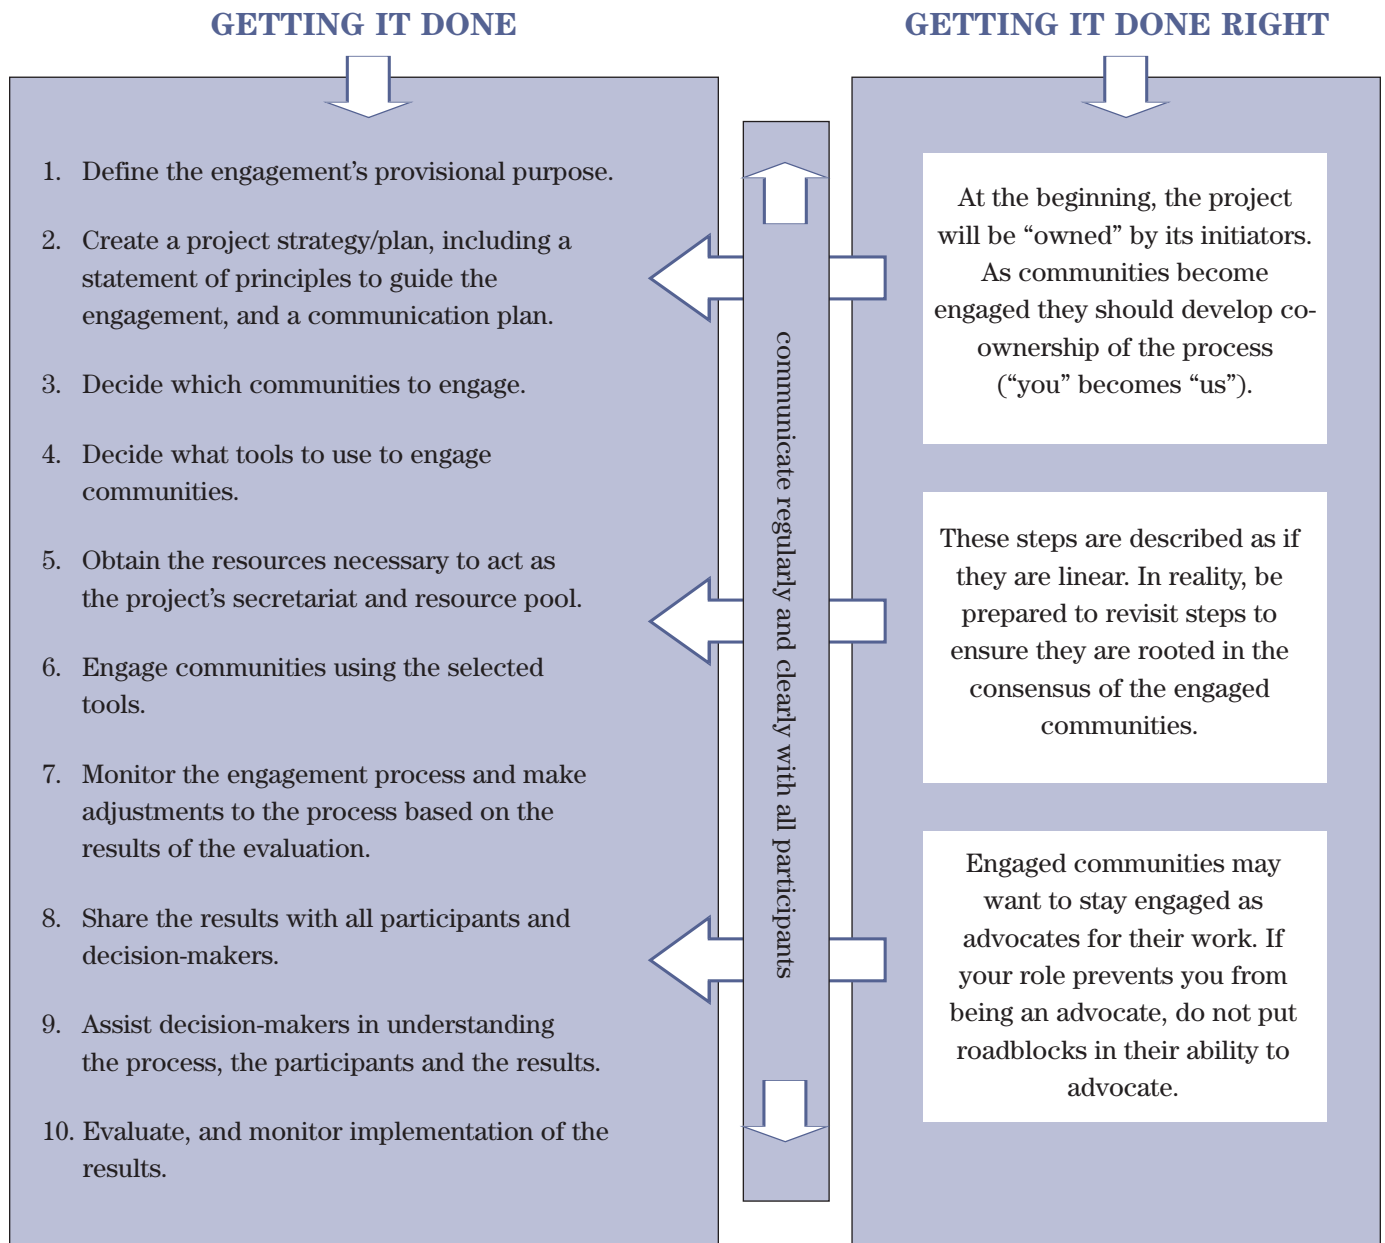 GETTING IT DONE
1. Define the engagement’s provisional purpose.
2. Create a project strategy/plan, including a
statement of principles to guide the
engagement, and a communication plan.
3. Decide which communities to engage.
4. Decide what tools to use to engage
communities.
5. Obtain the resources necessary to act as
the project’s secretariat and resource pool.
6. Engage communities using the selected
tools.
7. Monitor the engagement process and make
adjustments to the process based on the
results of the evaluation.
8. Share the results with all participants and
decision-makers.
9. Assist decision-makers in understanding
the process, the participants and the results.
10. Evaluate, and monitor implementation of the
results.
communicate regularly and clearly with all participants
GETTING IT DONE RIGHT
At the beginning, the project
will be “owned” by its initiators.
As communities become
engaged they should develop co-
ownership of the process
(“you” becomes “us”).
These steps are described as if
they are linear. In reality, be
prepared to revisit steps to
ensure they are rooted in the
consensus of the engaged
communities.
Engaged communities may
want to stay engaged as
advocates for their work. If
your role prevents you from
being an advocate, do not put
roadblocks in their ability to
advocate.